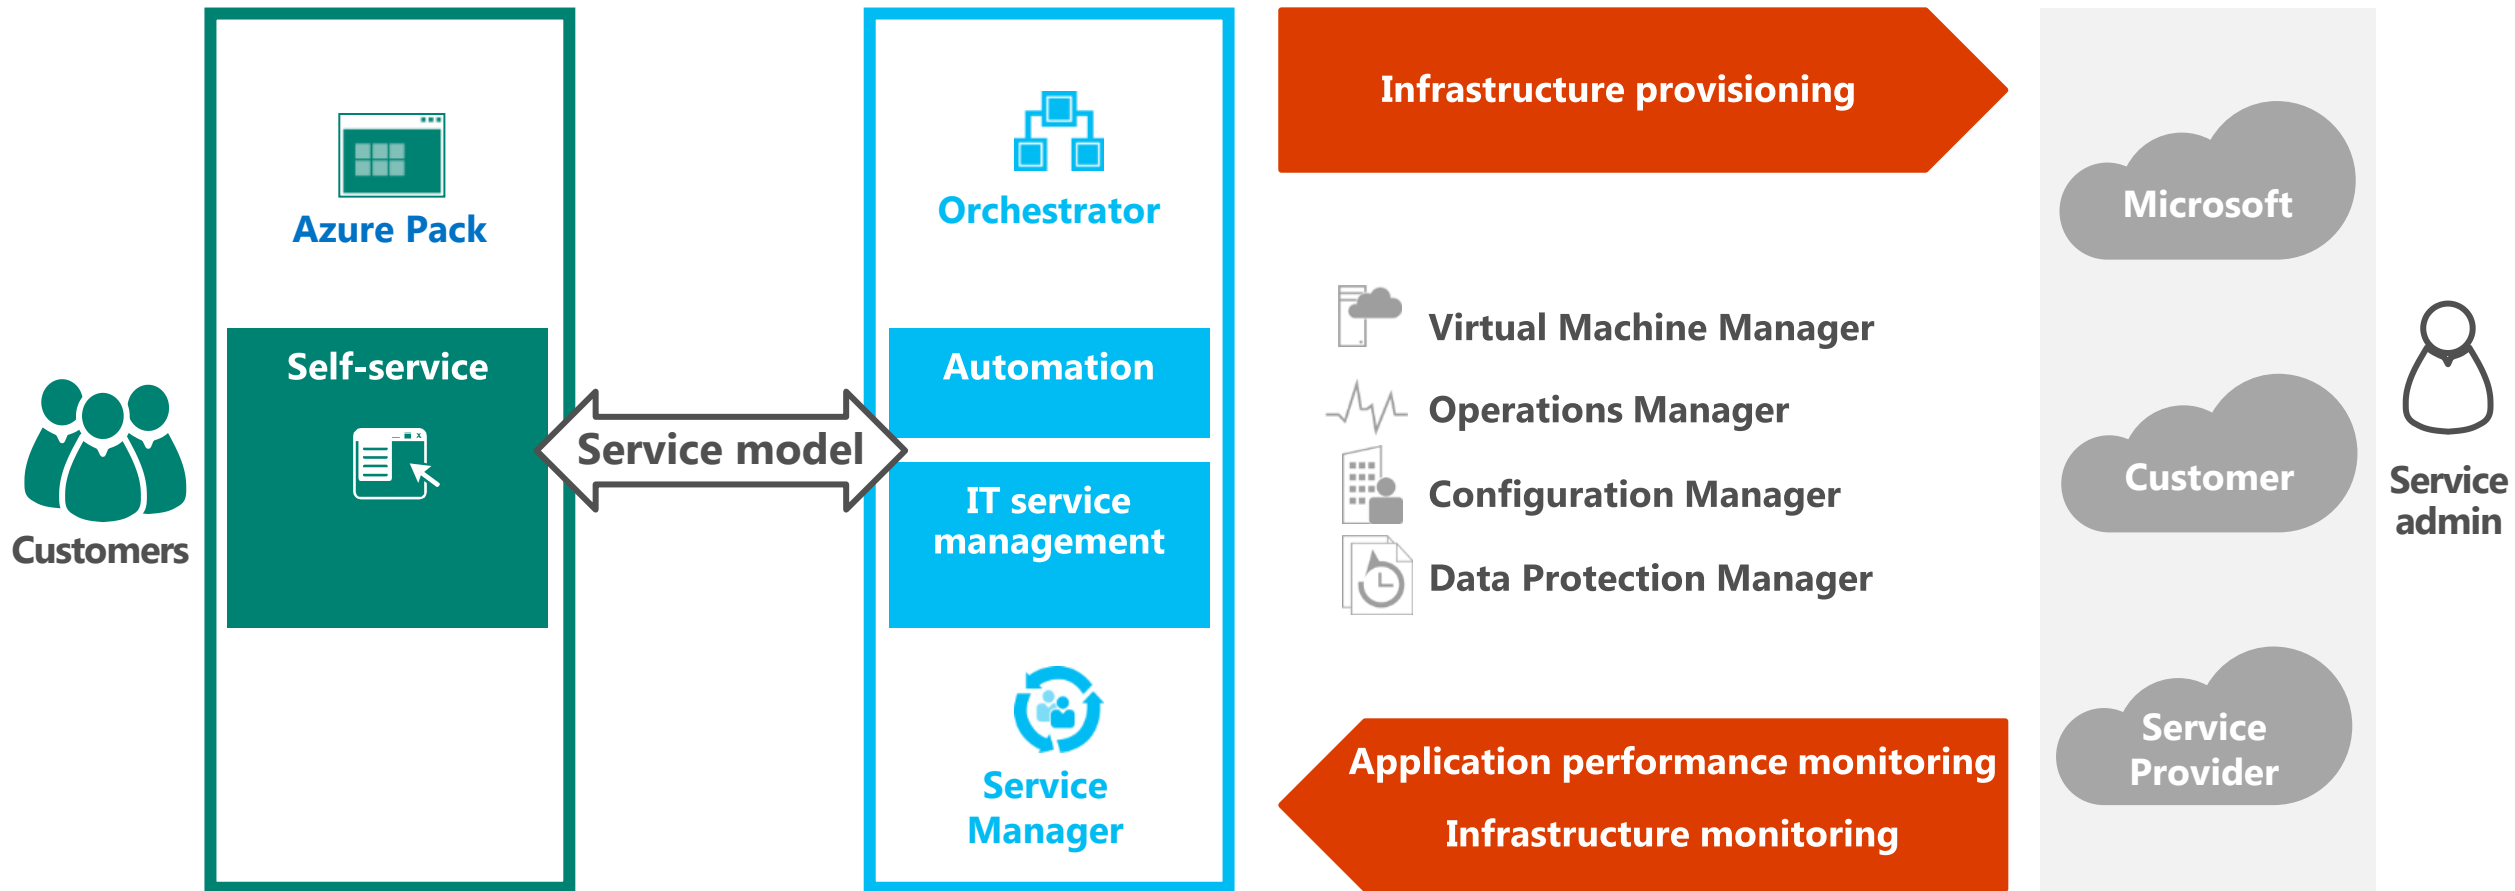 Customers
Azure Pack
Self-service
Service model
Orchestrator
Automation
IT service
management
Service
Manager
Infrastructure provisioning
Virtual Machine Manager
Operations Manager
Configuration Manager
Data Protection Manager
Application performance monitoring
Infrastructure monitoring
Microsoft
Customer
Service
Provider
Service
admin